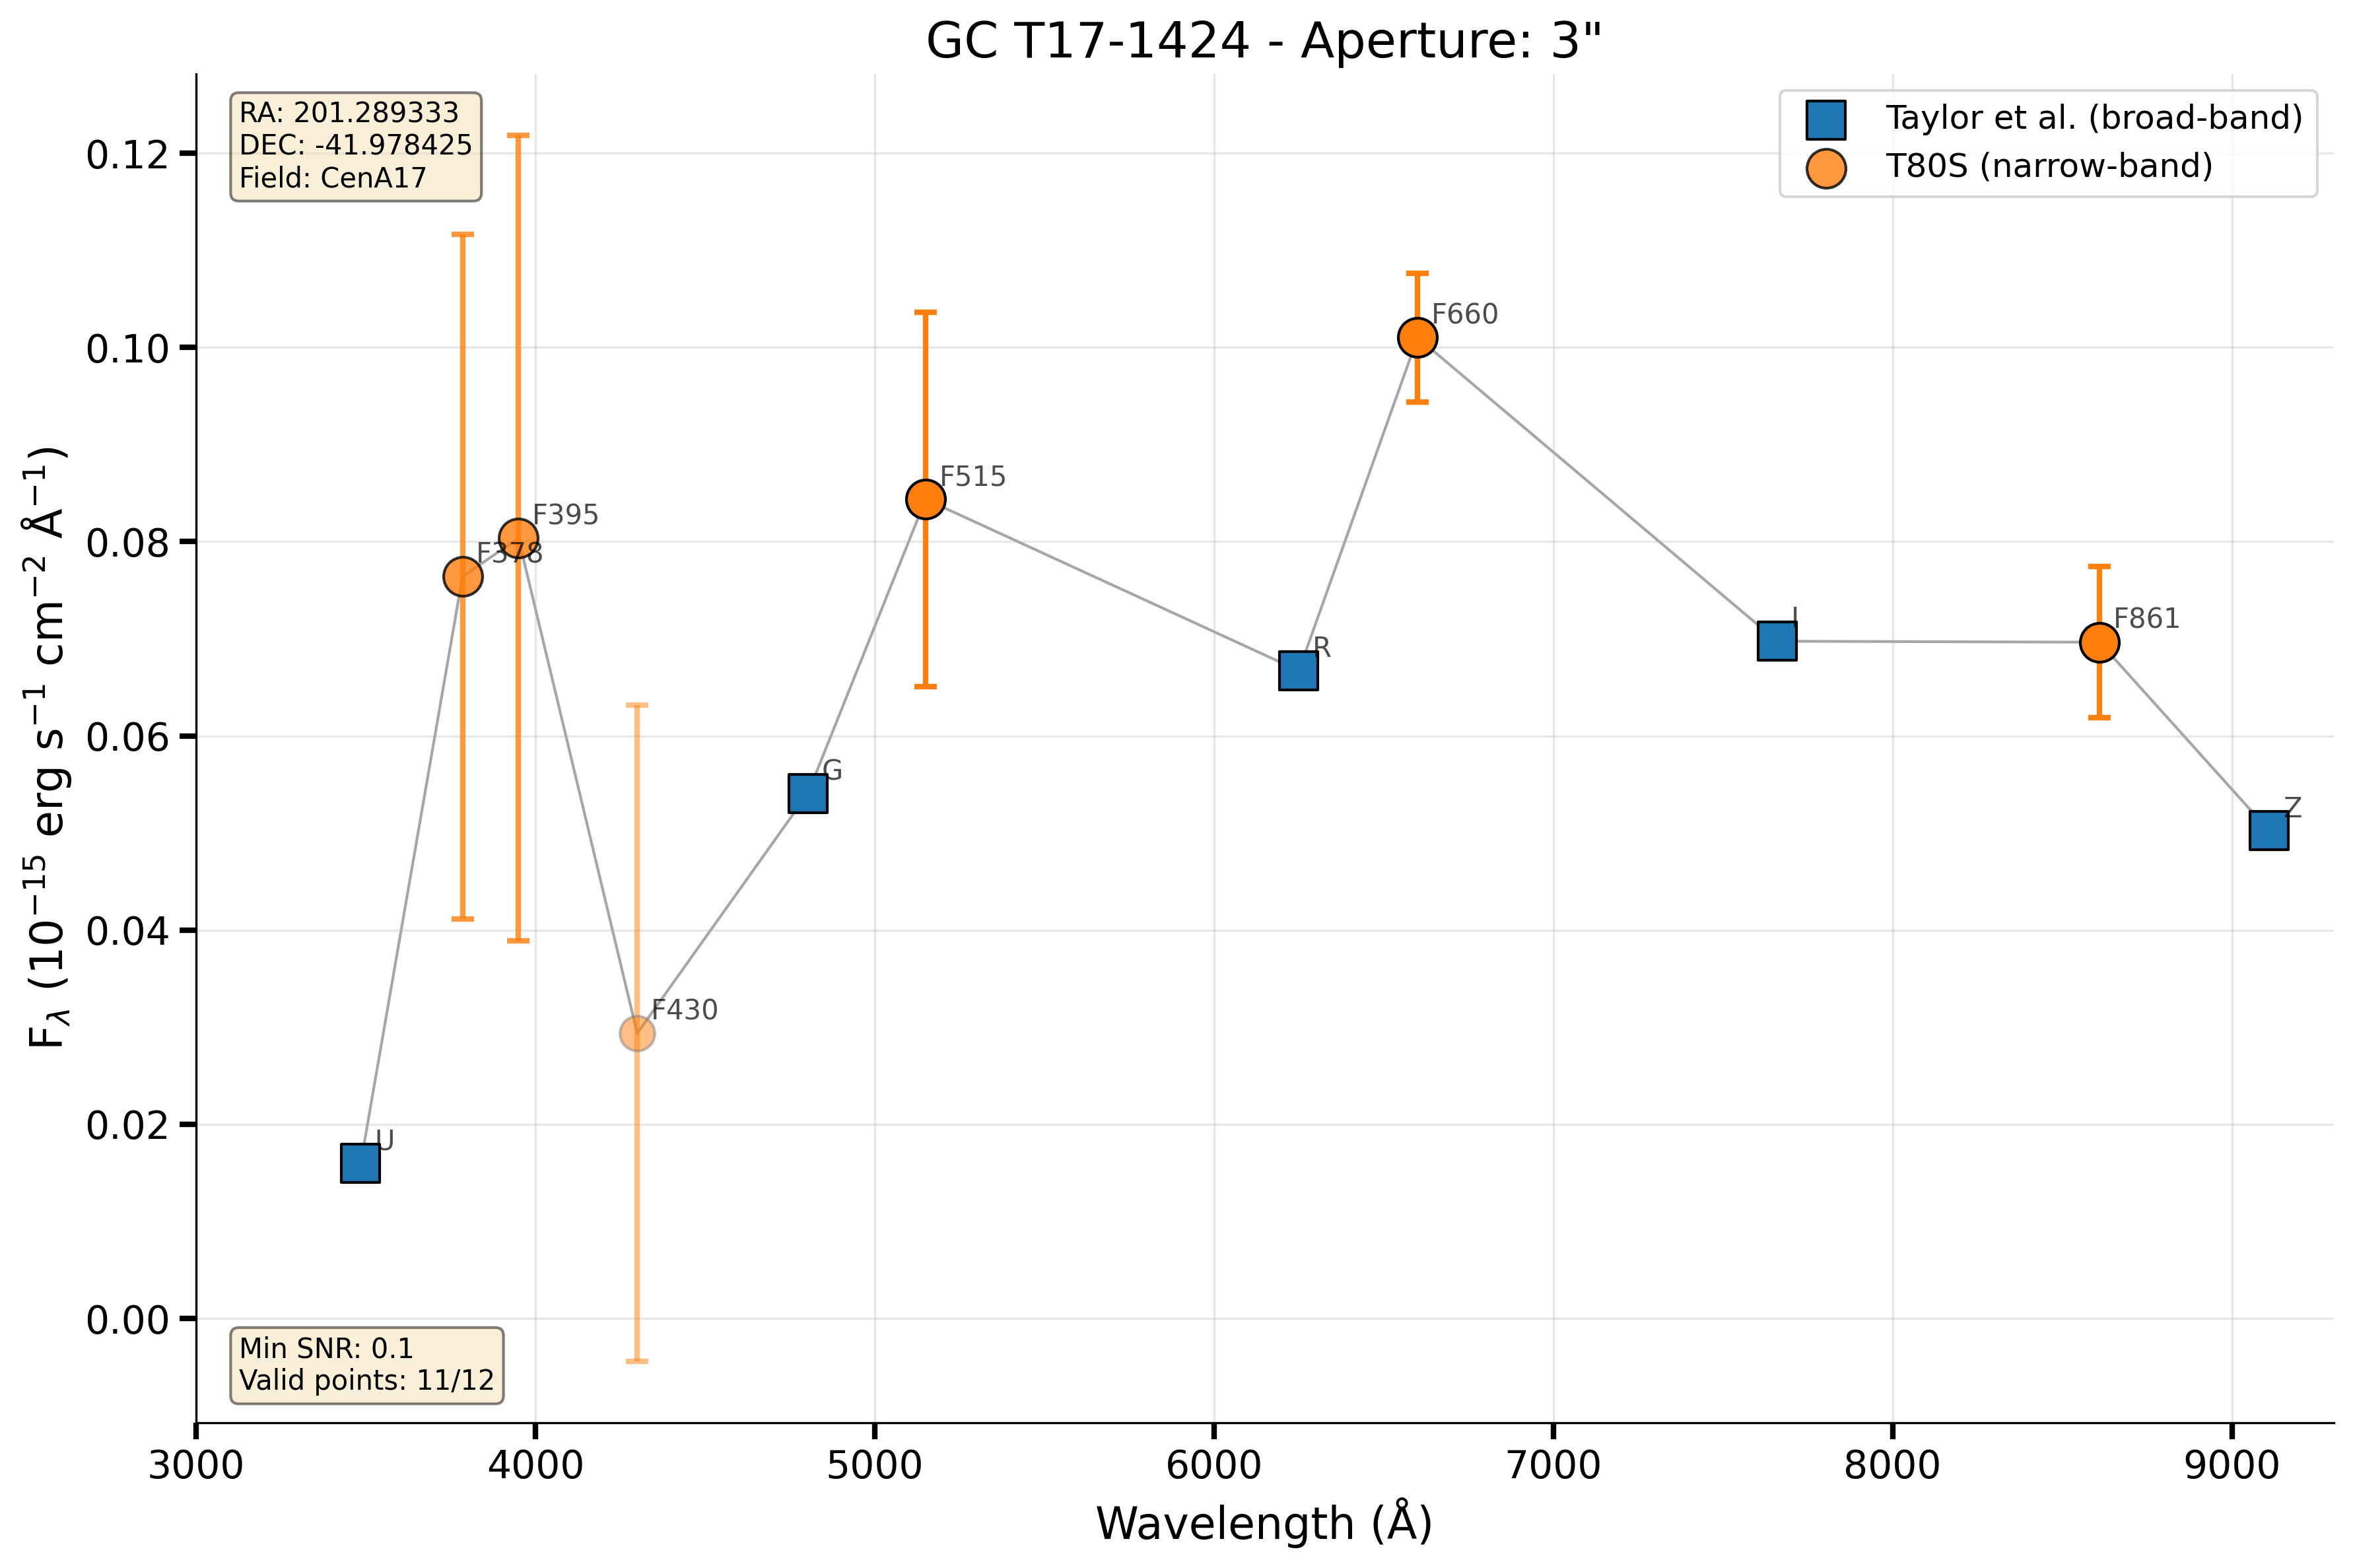 GC T17-1424 - Aperture: 3"
RA: 201.289333
DEC: -41.978425
Field: CenA17
Taylor et al. (broad-band)
T80S (narrow-band)
0.12
0.10
0.08
0.06
0.04
0.02
0.00
F_λ (10⁻¹⁵ erg s⁻¹ cm⁻² Å⁻¹)
U
F378
F395
F430
G
F515
R
F660
I
F861
Z
Min SNR: 0.1
Valid points: 11/12
3000 4000 5000 6000 7000 8000 9000
Wavelength (Å)